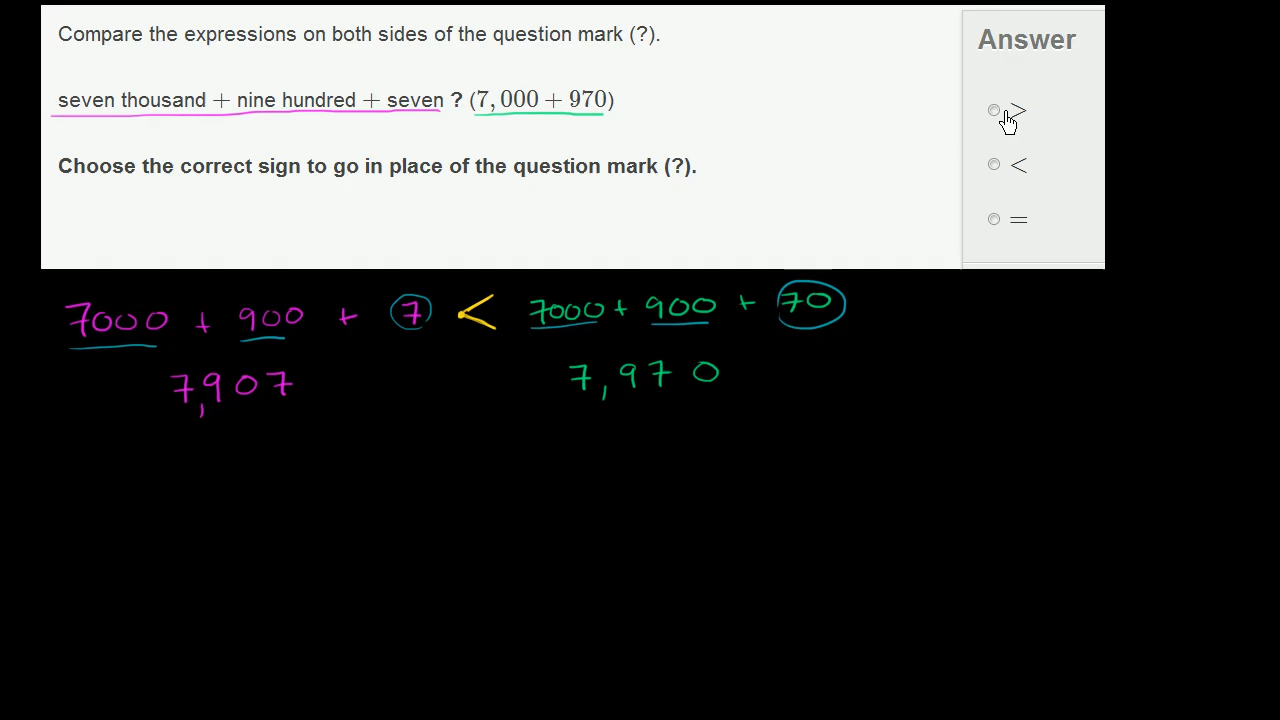 Compare the expressions on both sides of the question mark (?).
Answer
seven thousand + nine hundred + seven ? (7,000 + 970)
>
Choose the correct sign to go in place of the question mark (?).
<
=
7000 + 900 + 7 < 7000 + 900 + 70
7,907 7,970